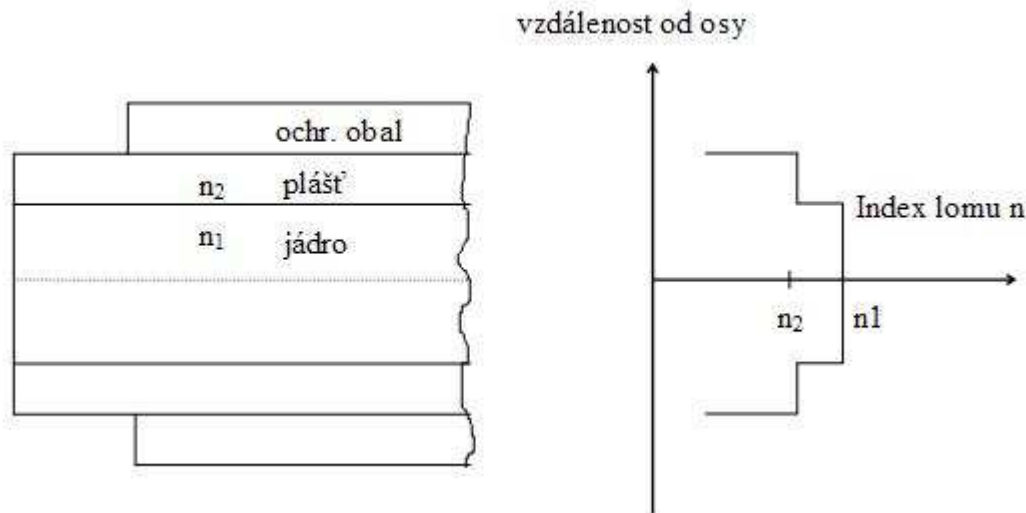 vzdálenost od osy
ochr. obal
n₂ plášť
n₁ jádro
Index lomu n
n₂ n1